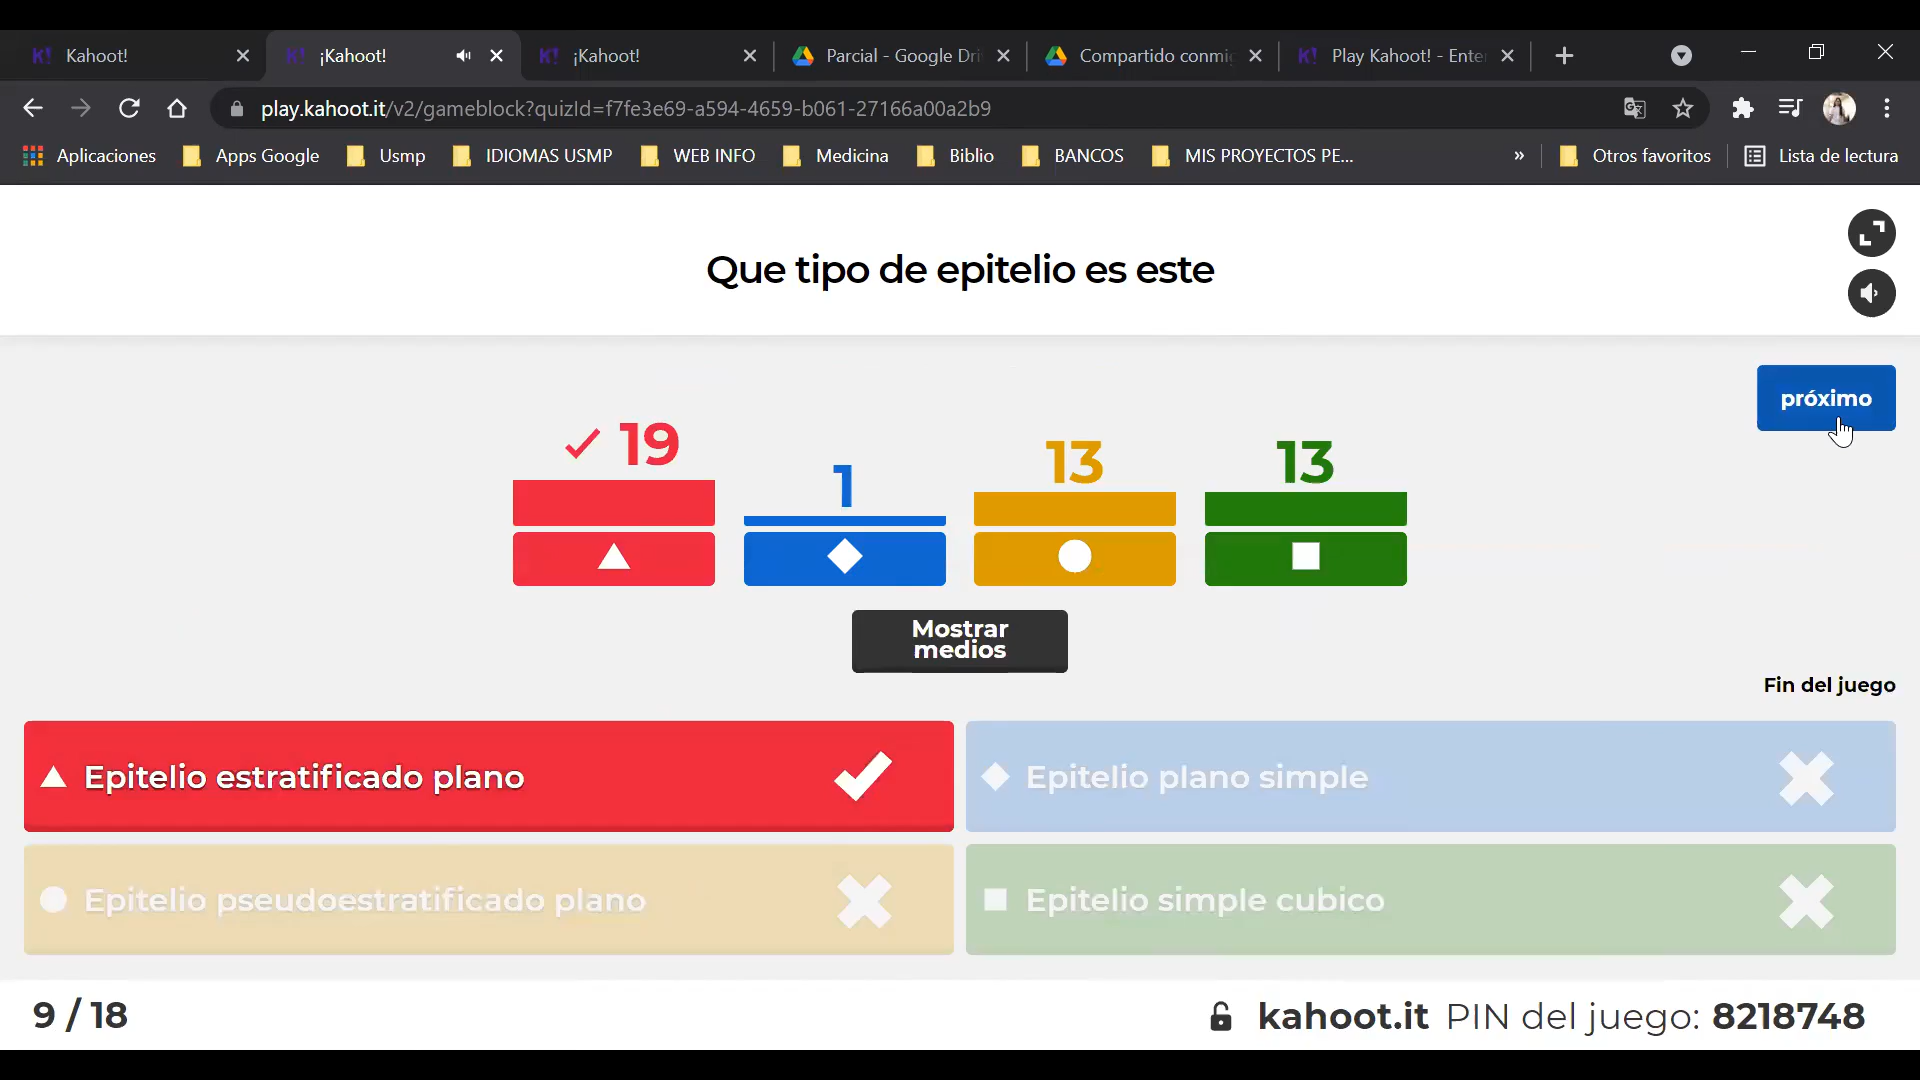 Kahoot!
¡Kahoot!
¡Kahoot!
Parcial - Google Dri
Compartido conmi
Play Kahoot! - Ente
play.kahoot.it/v2/gameblock?quizId=f7fe3e69-a594-4659-b061-27166a00a2b9
Aplicaciones
Apps Google
Usmp
IDIOMAS USMP
WEB INFO
Medicina
Biblio
BANCOS
MIS PROYECTOS PE...
»
Otros favoritos
Lista de lectura
Que tipo de epitelio es este
próximo
19
1
13
13
Mostrar
medios
Fin del juego
Epitelio estratificado plano
Epitelio plano simple
Epitelio pseudoestratificado plano
Epitelio simple cubico
9 / 18
kahoot.it PIN del juego: 8218748